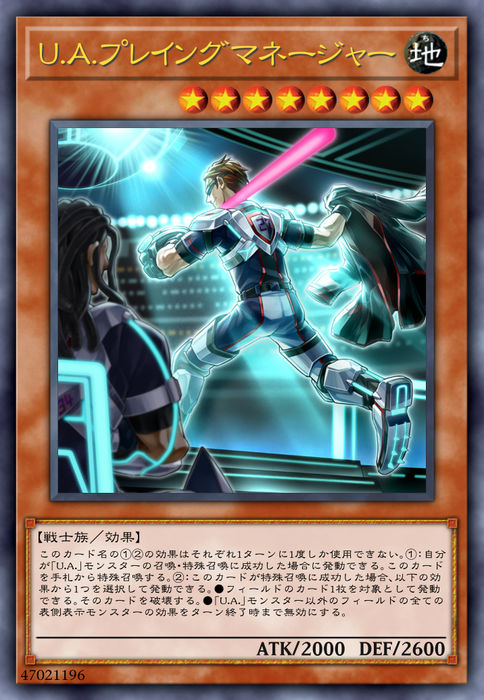 U.A.プレイングマネージャー
ち
地
24
34
【戦士族／効果】
このカード名の①②の効果はそれぞれ1ターンに1度しか使用できない。①:自分
が「U.A.」モンスターの召喚・特殊召喚に成功した場合に発動できる。このカード
を手札から特殊召喚する。②:このカードが特殊召喚に成功した場合、以下の効
果から1つを選択して発動できる。●フィールドのカード1枚を対象として発動
できる。そのカードを破壊する。●「U.A.」モンスター以外のフィールドの全ての
表側表示モンスターの効果をターン終了時まで無効にする。
ATK/2000 DEF/2600
47021196